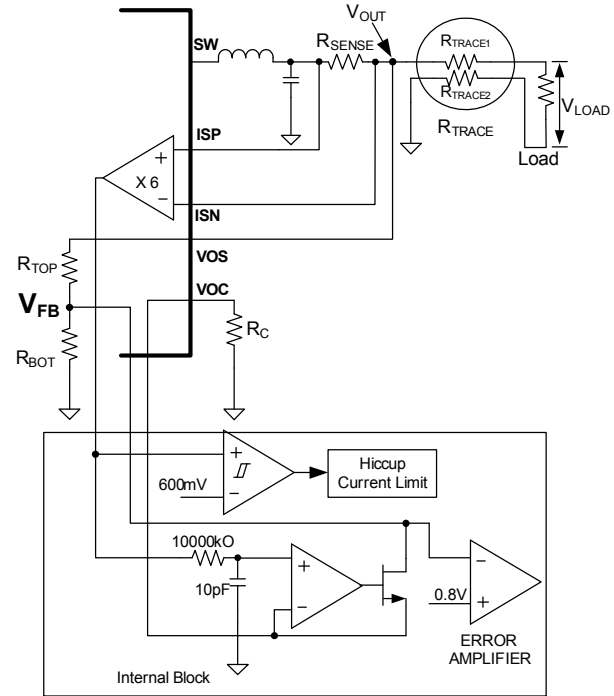 VOUT
SW
RSENSE
RTRACE1
RTRACE2
VLOAD
RTRACE
Load
ISP
+
X 6
−
ISN
RTOP
VOS
VFB
VOC
RC
RBOT
+
600mV
−
Hiccup
Current Limit
10000kO
+
−
10pF
−
0.8V
+
ERROR
AMPLIFIER
Internal Block